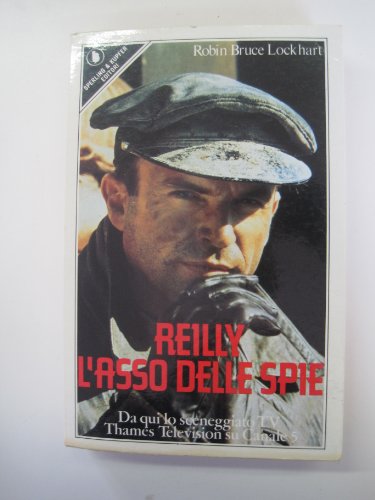 Robin Bruce Lockhart
SPERLING & KUPFER
EDITORI
REILLY
L'ASSO DELLE SPIE
Da qui lo sceneggiato TV
Thames Television su Canale 5